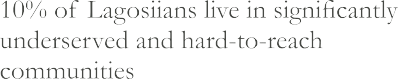 10% of Lagosiians live in significantly
underserved and hard-to-reach
communities